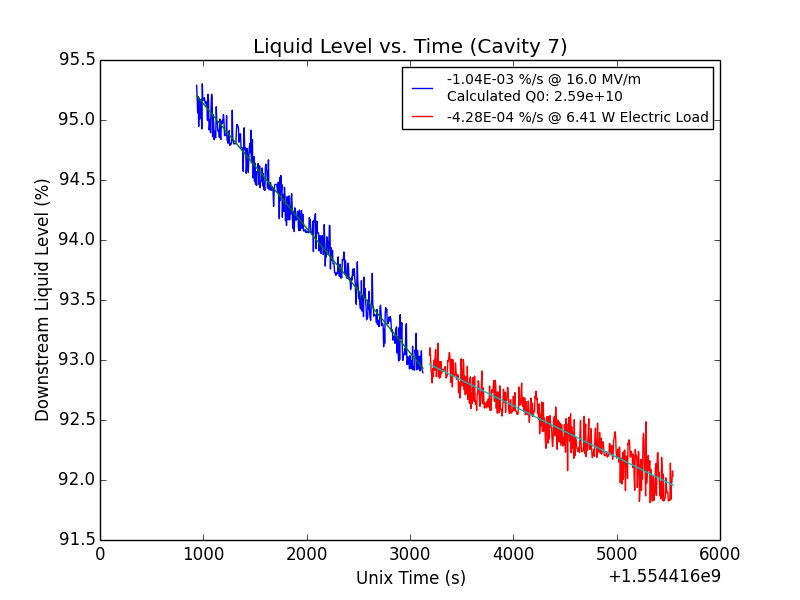 Liquid Level vs. Time (Cavity 7)
-1.04E-03 %/s @ 16.0 MV/m
Calculated Q0: 2.59e+10
-4.28E-04 %/s @ 6.41 W Electric Load
Downstream Liquid Level (%)
95.5
95.0
94.5
94.0
93.5
93.0
92.5
92.0
91.5
0 1000 2000 3000 4000 5000 6000
Unix Time (s)
+1.554416e9